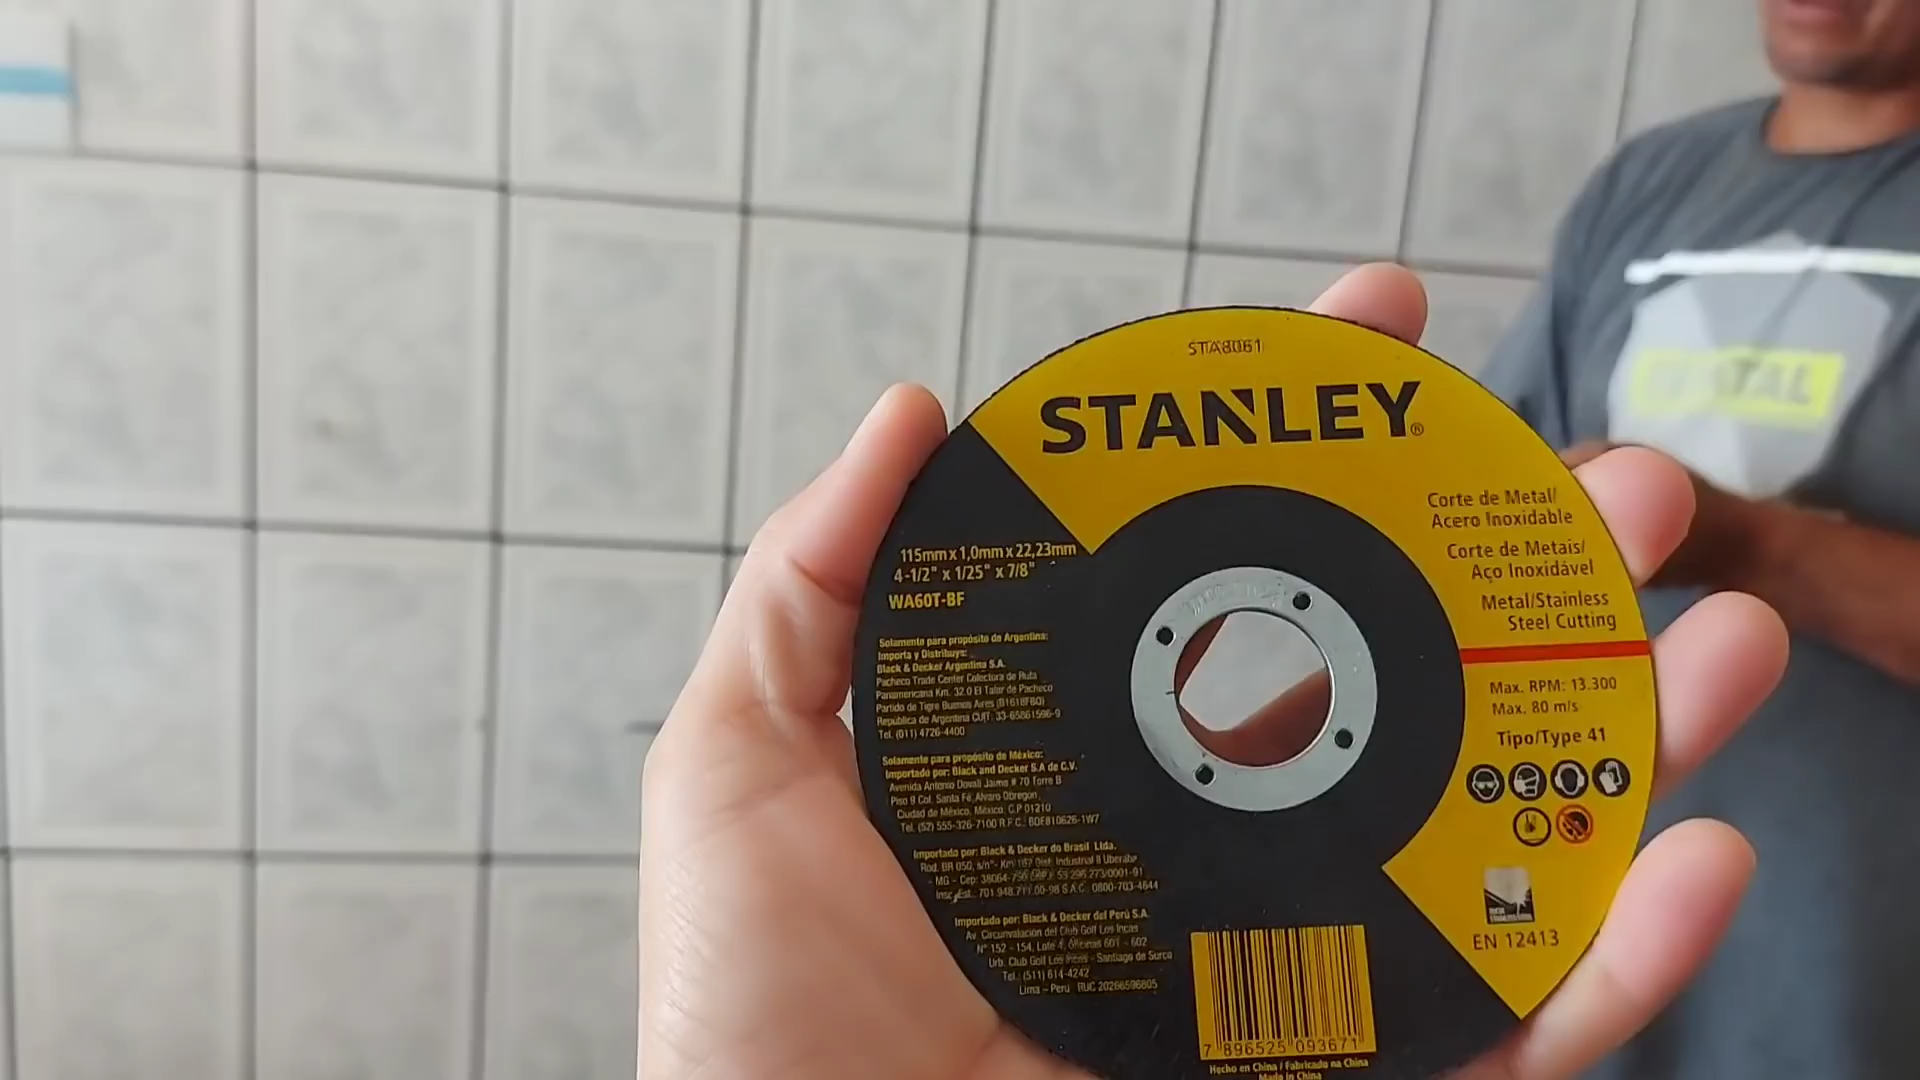 STA8061
STANLEY®
Corte de Metal/
Acero Inoxidable
Corte de Metais/
Aço Inoxidável
Metal/Stainless
Steel Cutting
Max. RPM: 13.300
Max. 80 m/s
Tipo/Type 41
EN 12413
115mm x 1,0mm x 22,23mm
4-1/2" x 1/25" x 7/8"
WA60T-BF
Solamente para propósito de Argentina:
Importa y Distribuye:
Black & Decker Argentina S.A.
Pacheco Trade Center Colectora de Ruta
Panamericana Km. 32.0 El Talar de Pacheco
Partido de Tigre Buenos Aires (B1618FBQ)
República de Argentina CUIT: 33-65861596-9
Tel. (011) 4726-4400
Solamente para propósito de México:
Importado por: Black and Decker S.A de C.V.
Avenida Antonio Dovali Jaime # 70 Torre B
Piso 9 Col. Santa Fé, Alvaro Obregon,
Ciudad de México, México. C.P 01210
Tel. (52) 555-326-7100 R.F.C.: BDE810626-1W7
Importado por: Black & Decker do Brasil Ltda.
Rod. BR 050, s/n°- Km 167 Dist. Industrial II Uberaba
- MG - Cep: 38064-750 53.296.273/0001-91
Insc. Est.: 701.948.711.00-98 S.A.C. 0800-703-4644
Importado por: Black & Decker del Perú S.A.
Av. Circunvalación del Club Golf Los Incas
N° 152 - 154, Lote 4, Oficinas 601 - 602
Urb. Club Golf Los Incas - Santiago de Surco
Tel.: (511) 614-4242
Lima - Perú RUC 20266596805
7 896525 093671
Hecho en China / Fabricado na China
Made in China